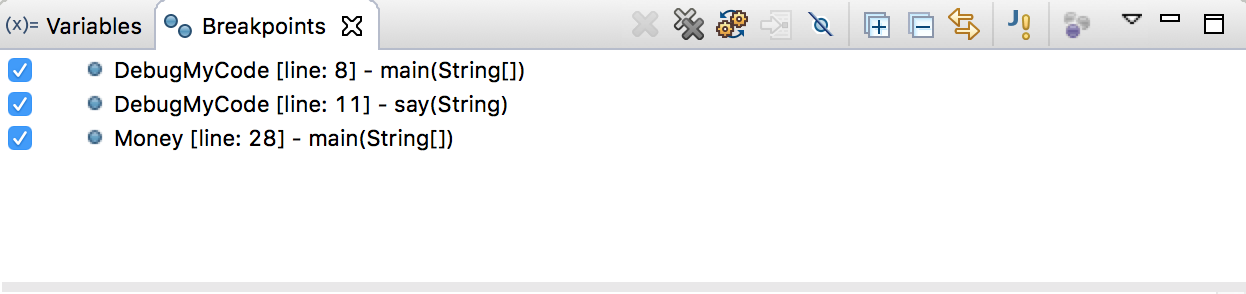 (x)= Variables Breakpoints
DebugMyCode [line: 8] - main(String[])
DebugMyCode [line: 11] - say(String)
Money [line: 28] - main(String[])